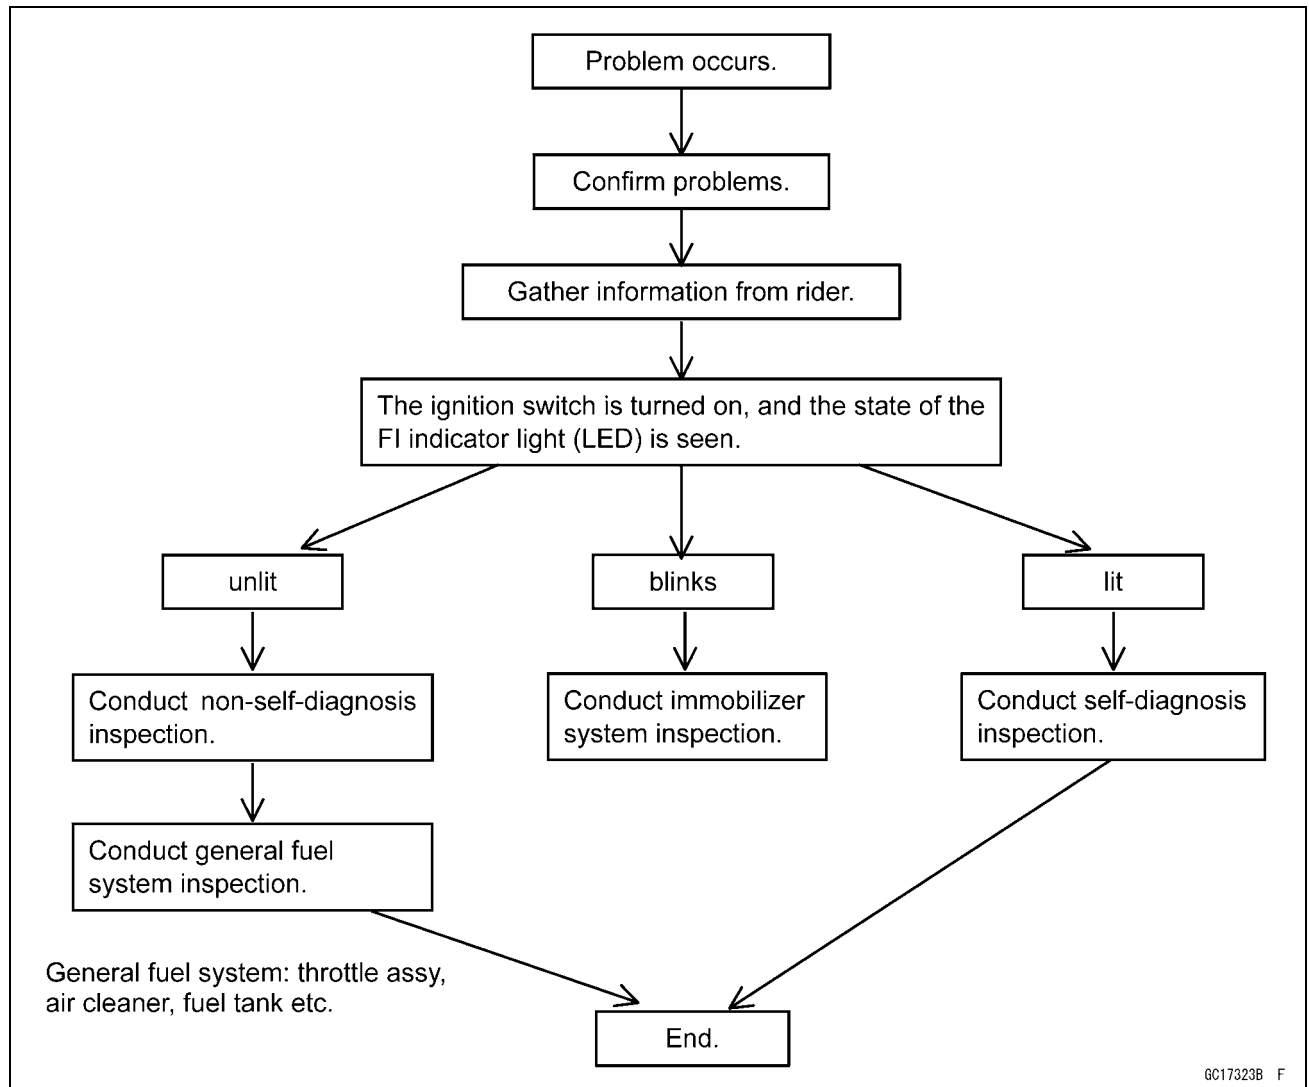 Problem occurs.
Confirm problems.
Gather information from rider.
The ignition switch is turned on, and the state of the
FI indicator light (LED) is seen.
unlit
blinks
lit
Conduct non-self-diagnosis
inspection.
Conduct immobilizer
system inspection.
Conduct self-diagnosis
inspection.
Conduct general fuel
system inspection.
General fuel system: throttle assy,
air cleaner, fuel tank etc.
End.
GC17323B F